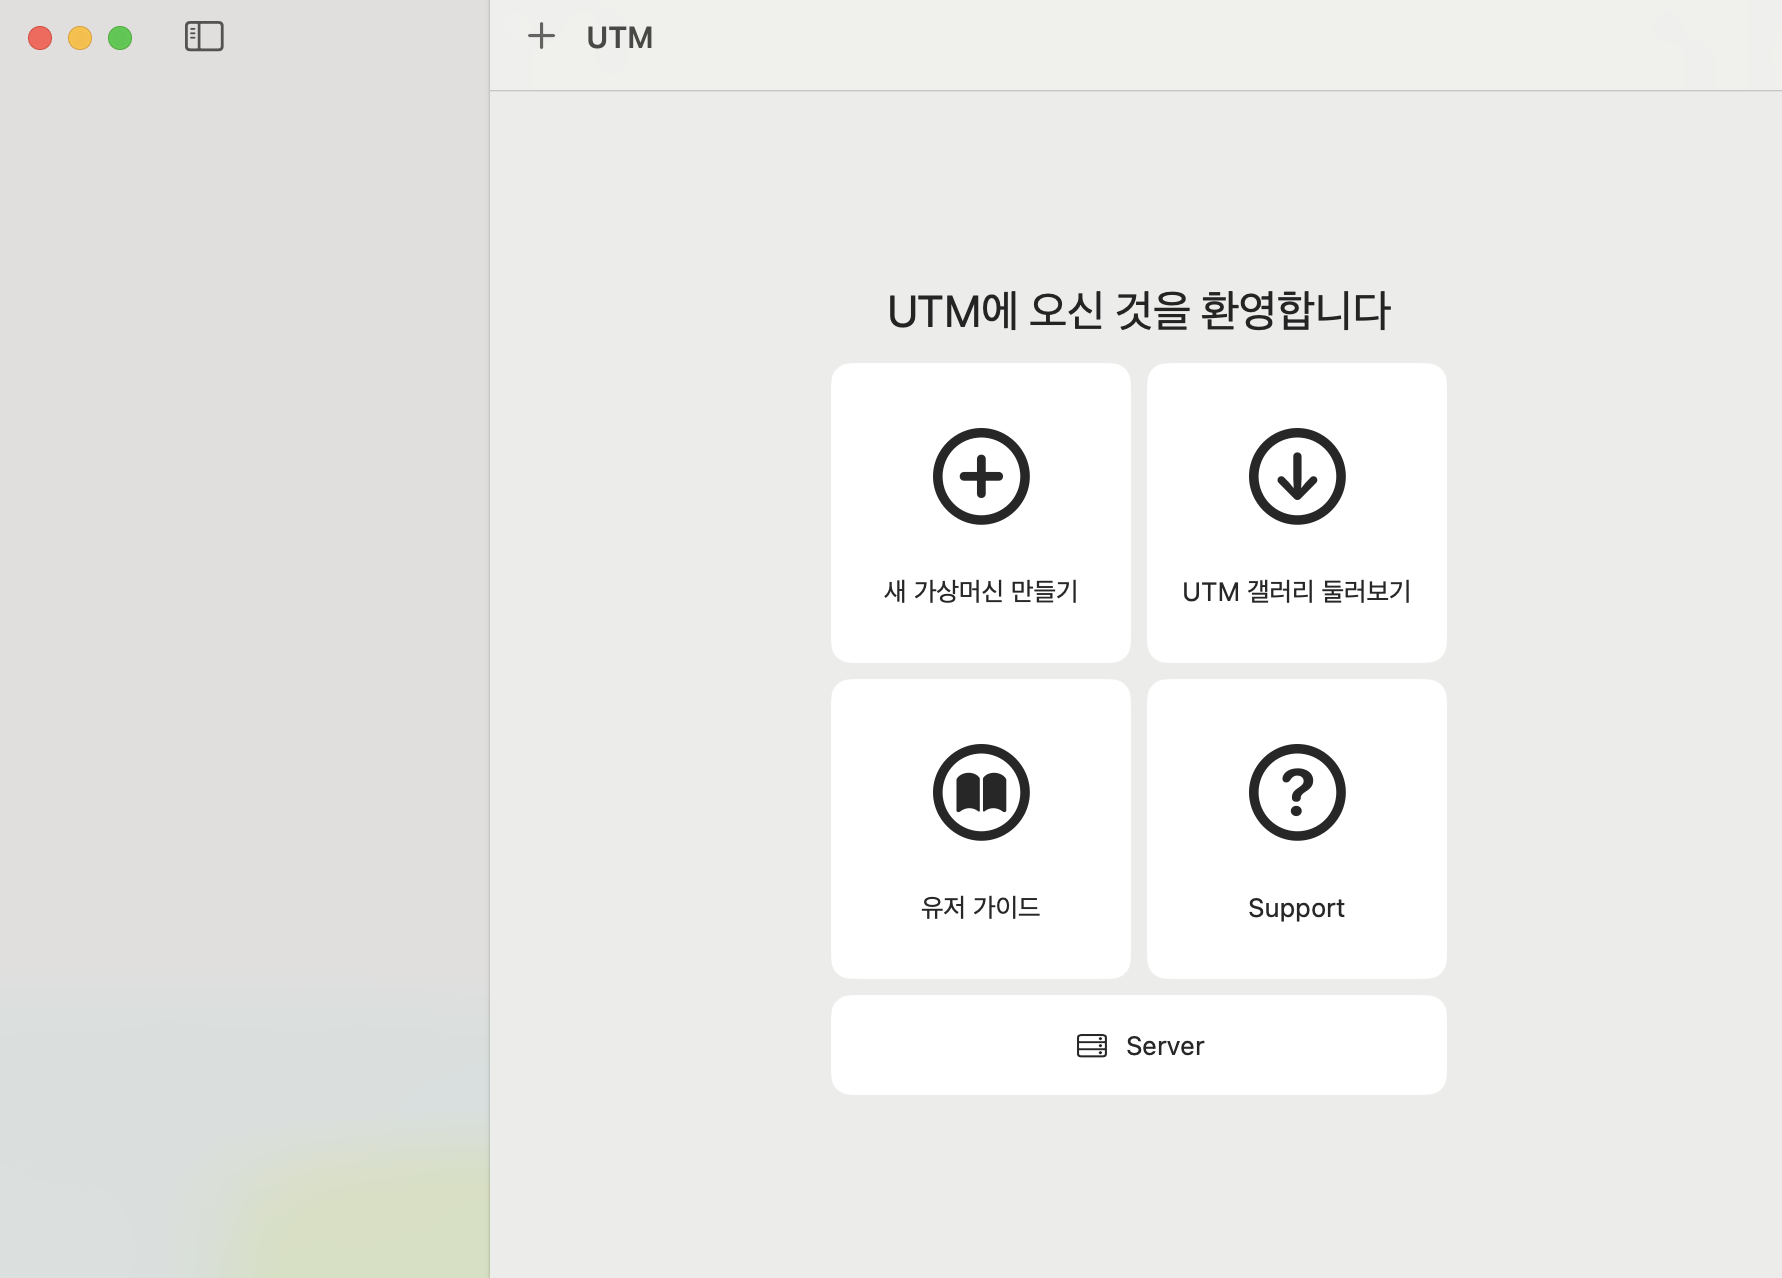 UTM
UTM에 오신 것을 환영합니다
새 가상머신 만들기
UTM 갤러리 둘러보기
유저 가이드
Support
Server